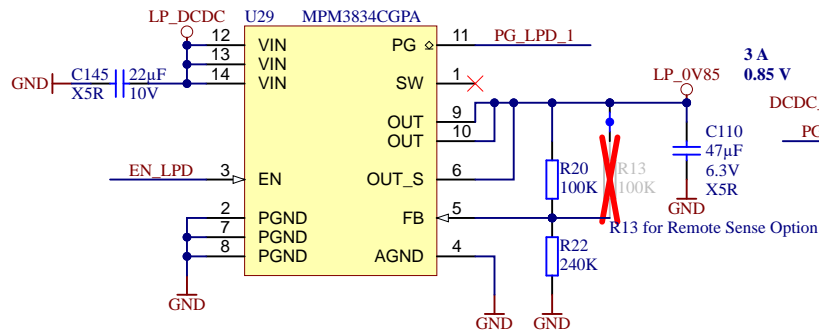 LP_DCDC
U29 MPM3834CGPA
12 VIN
13 VIN
14 VIN
PG 11 PG_LPD_1
SW 1
OUT 9
OUT 10
GND
C145 22µF
X5R 10V
3 A
0.85 V
LP_0V85
DCDC_
PG
C110
47µF
6.3V
X5R
GND
EN_LPD 3 EN
OUT_S 6
R20
100K
R13
100K
2 PGND
7 PGND
8 PGND
FB 5
AGND 4
R13 for Remote Sense Option
R22
240K
GND
GND
GND